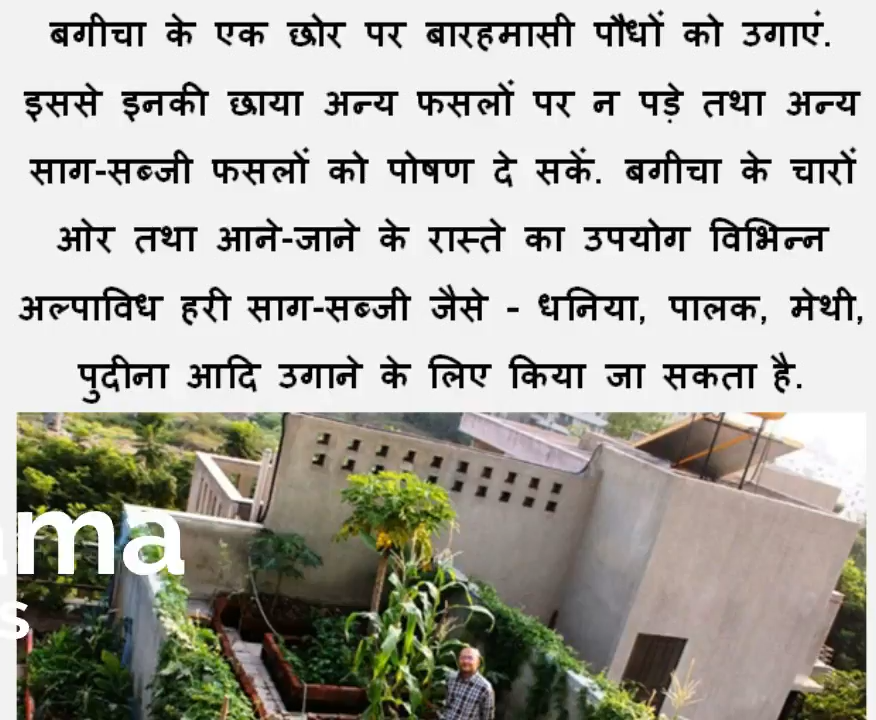 बगीचा के एक छोर पर बारहमासी पौधों को उगाएं.
इससे इनकी छाया अन्य फसलों पर न पड़े तथा अन्य
साग-सब्जी फसलों को पोषण दे सकें. बगीचा के चारों
ओर तथा आने-जाने के रास्ते का उपयोग विभिन्न
अल्पाविध हरी साग-सब्जी जैसे - धनिया, पालक, मेथी,
पुदीना आदि उगाने के लिए किया जा सकता है.
ama
s